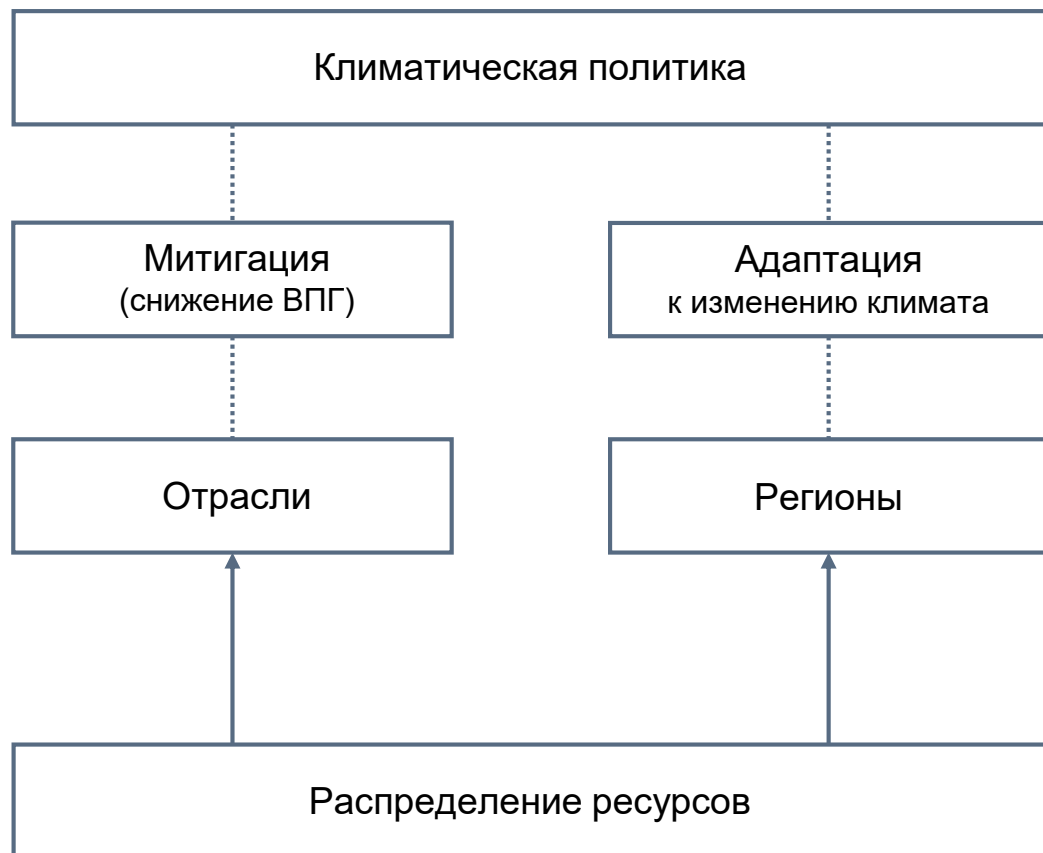 Климатическая политика
Митигация
(снижение ВПГ)
Адаптация
к изменению климата
Отрасли
Регионы
Распределение ресурсов